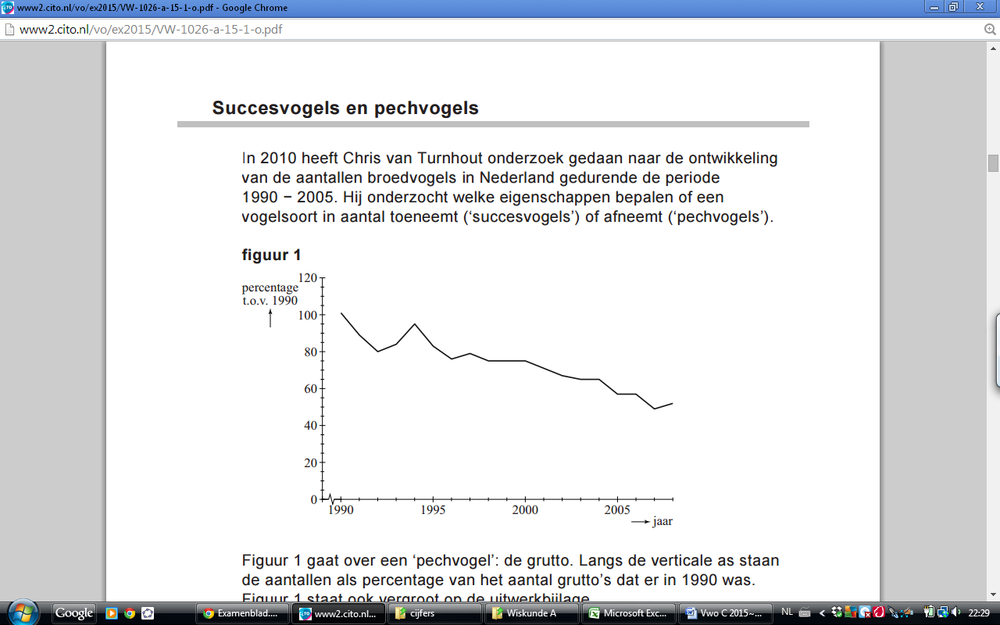 www2.cito.nl/vo/ex2015/VW-1026-a-15-1-o.pdf - Google Chrome
www2.cito.nl/vo/ex2015/VW-1026-a-15-1-o.pdf
Succesvogels en pechvogels
In 2010 heeft Chris van Turnhout onderzoek gedaan naar de ontwikkeling
van de aantallen broedvogels in Nederland gedurende de periode
1990 − 2005. Hij onderzocht welke eigenschappen bepalen of een
vogelsoort in aantal toeneemt (‘succesvogels’) of afneemt (‘pechvogels’).
figuur 1
percentage
t.o.v. 1990
120
100
80
60
40
20
0
1990 1995 2000 2005
jaar
Figuur 1 gaat over een ‘pechvogel’: de grutto. Langs de verticale as staan
de aantallen als percentage van het aantal grutto’s dat er in 1990 was.
Figuur 1 staat ook vergroot op de uitwerkbijlage.
Google Examenblad.... www2.cito.nl... cijfers Wiskunde A Microsoft Exc... Vwo C 2015~... NL 22:29